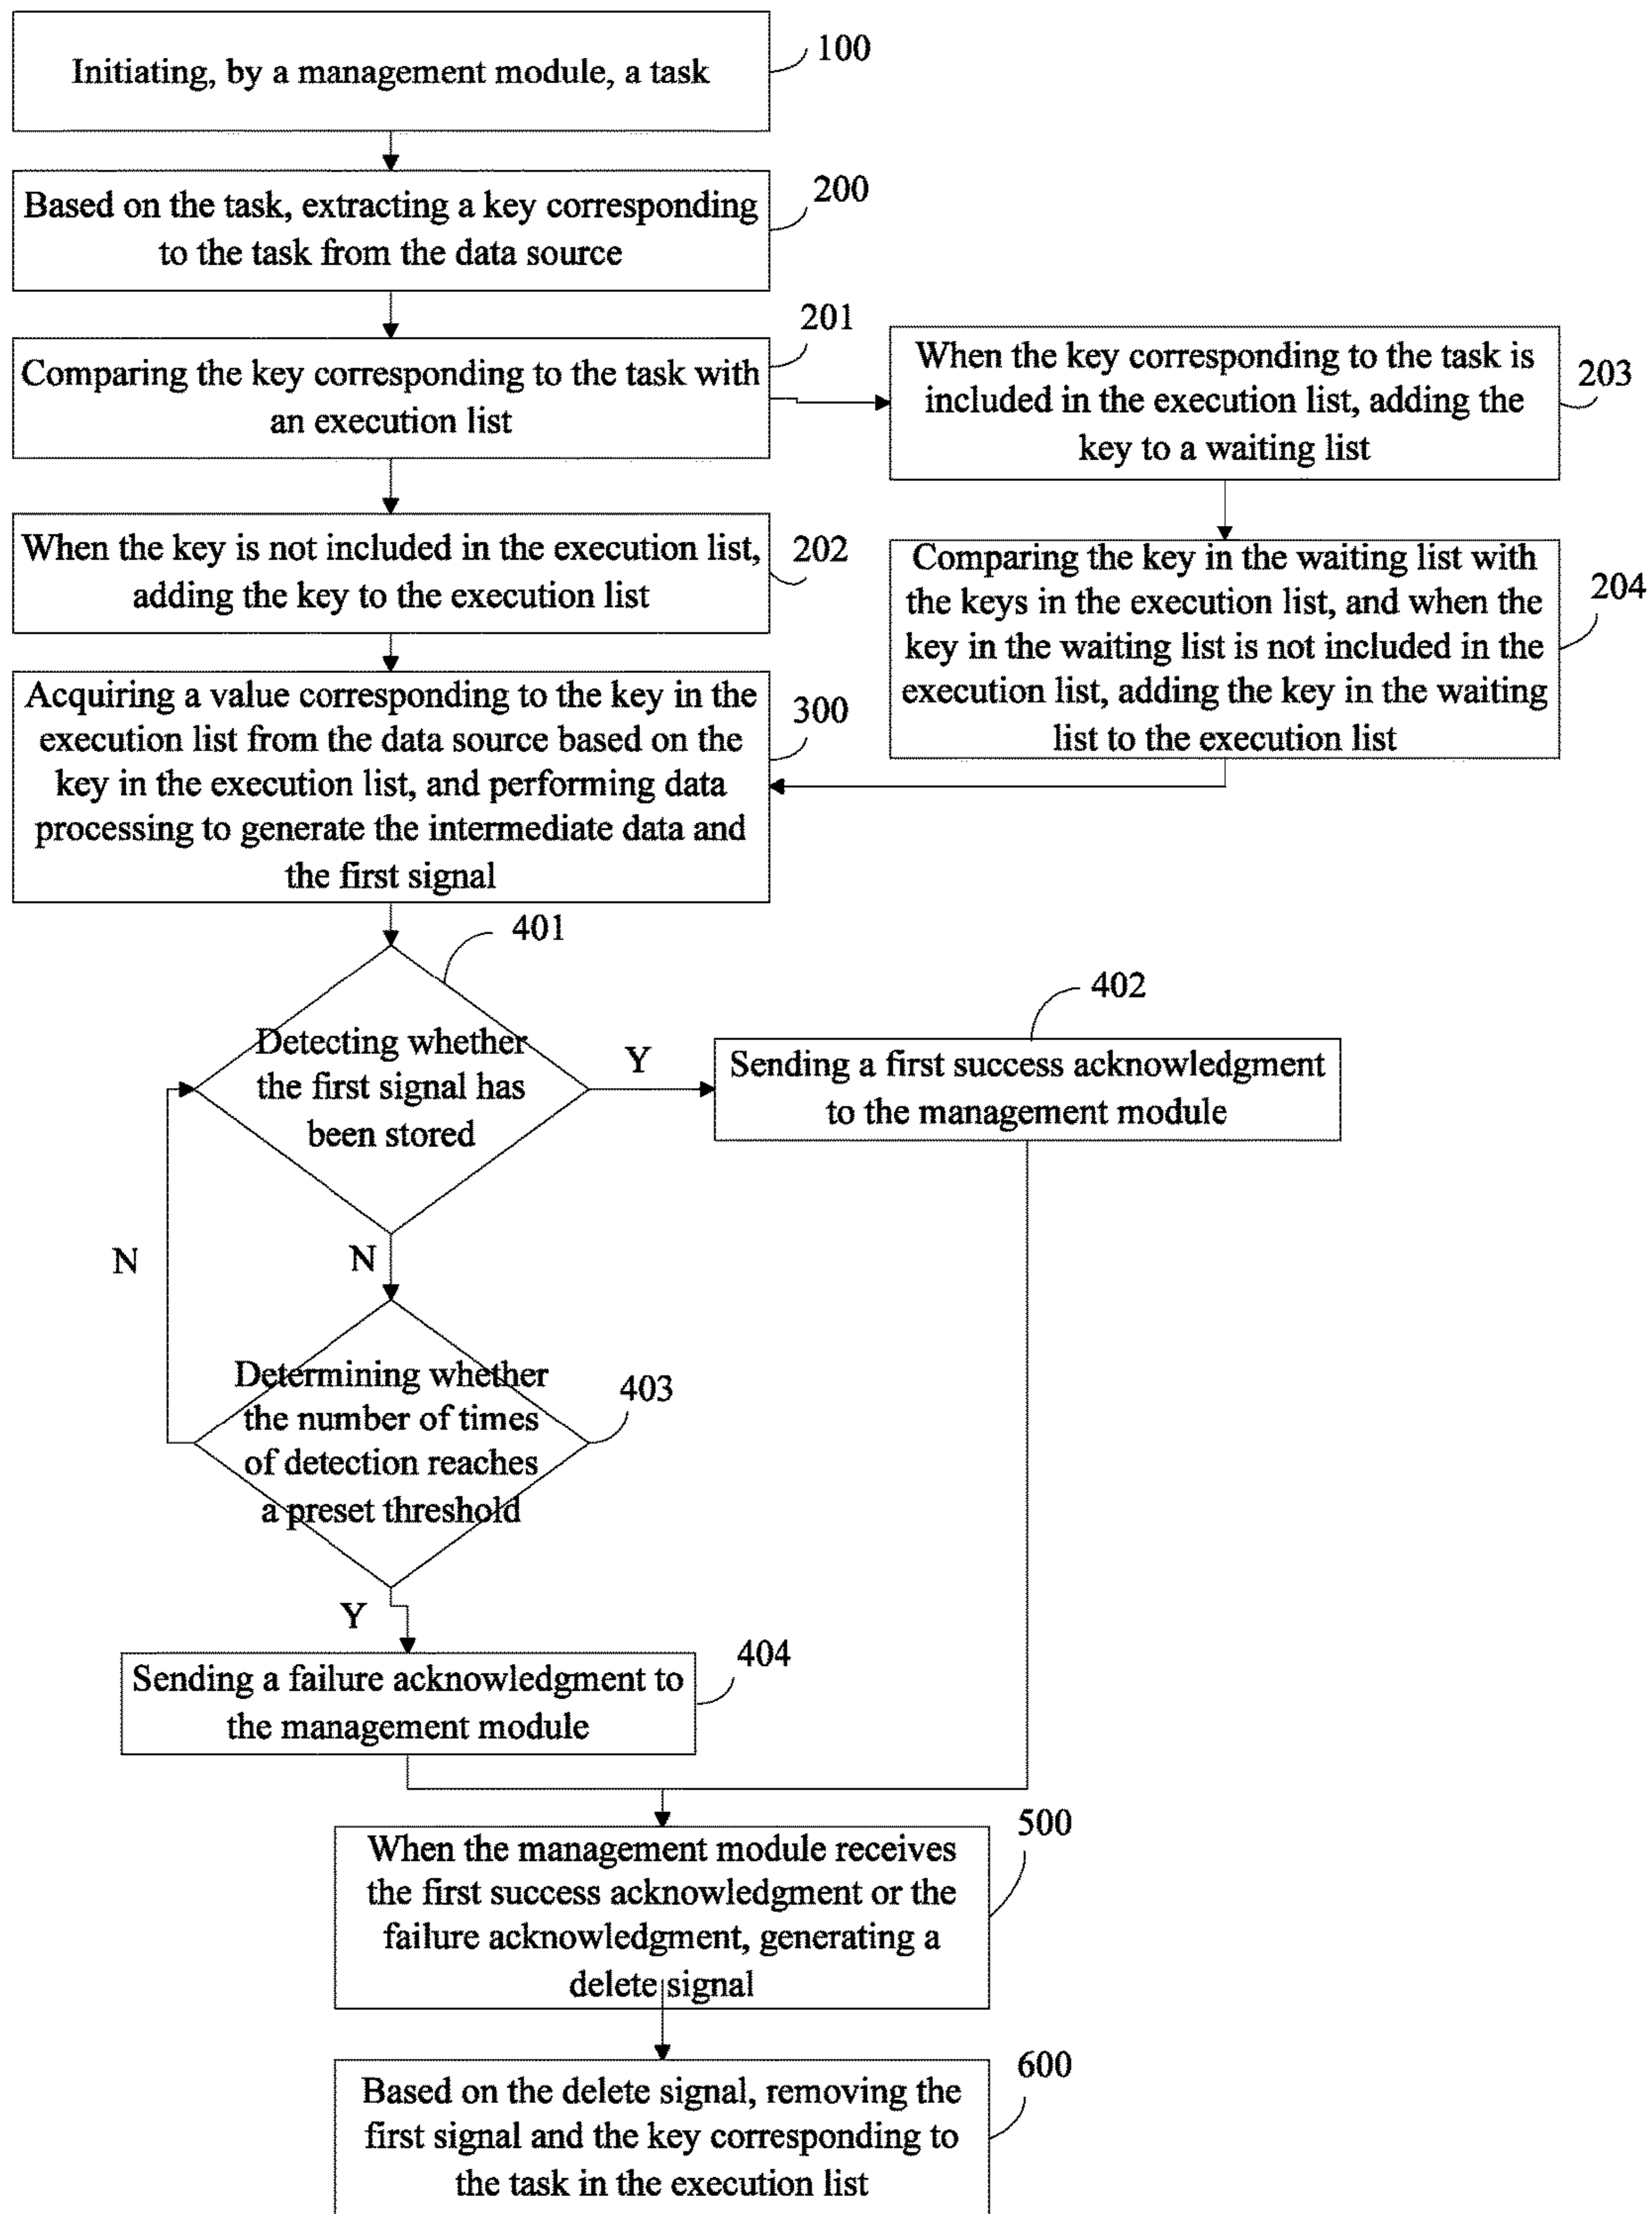 Initiating, by a management module, a task
100
Based on the task, extracting a key corresponding
to the task from the data source
200
Comparing the key corresponding to the task with
an execution list
201
When the key corresponding to the task is
included in the execution list, adding the
key to a waiting list
203
When the key is not included in the execution list,
adding the key to the execution list
202
Comparing the key in the waiting list with
the keys in the execution list, and when the
key in the waiting list is not included in the
execution list, adding the key in the waiting
list to the execution list
204
Acquiring a value corresponding to the key in the
execution list from the data source based on the
key in the execution list, and performing data
processing to generate the intermediate data and
the first signal
300
401
Detecting whether
the first signal has
been stored
Y
402
Sending a first success acknowledgment
to the management module
N
N
Determining whether
the number of times
of detection reaches
a preset threshold
403
Y
Sending a failure acknowledgment to
the management module
404
When the management module receives
the first success acknowledgment or the
failure acknowledgment, generating a
delete signal
500
Based on the delete signal, removing the
first signal and the key corresponding to
the task in the execution list
600